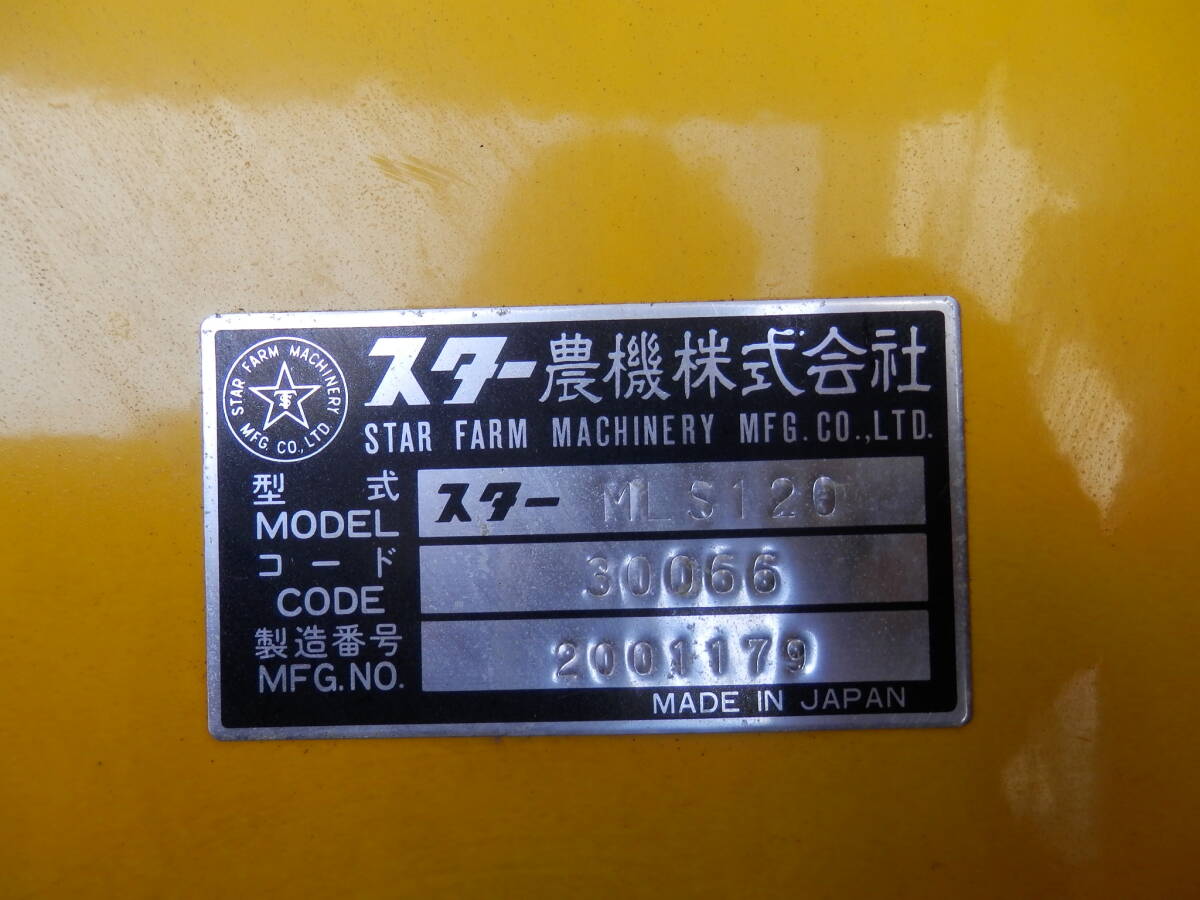 STAR FARM MACHINERY
MFG. CO., LTD.
TS
スター農機株式会社
STAR FARM MACHINERY MFG. CO.,LTD.
型式 スター MLS120
MODEL
コード 30066
CODE
製造番号 2001179
MFG.NO.
MADE IN JAPAN